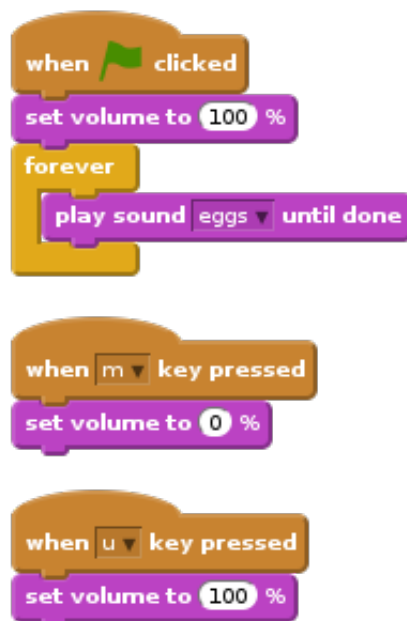 when clicked
set volume to 100 %
forever
play sound eggs until done
when m key pressed
set volume to 0 %
when u key pressed
set volume to 100 %